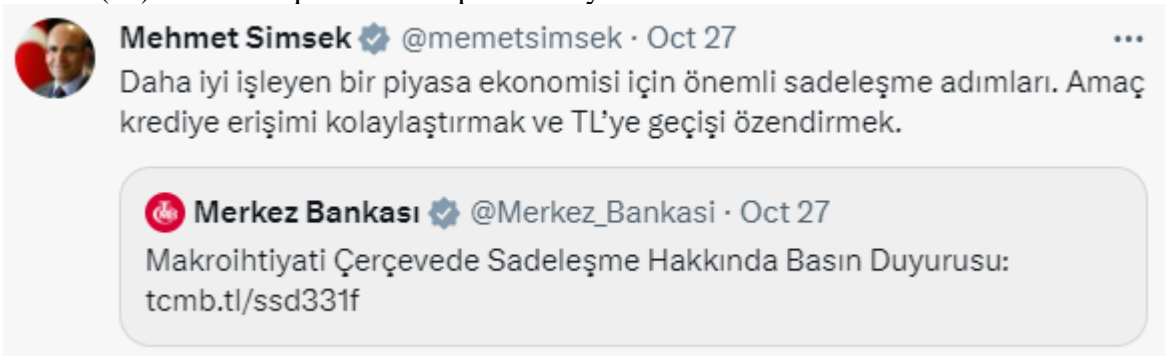 Mehmet Simsek @memetsimsek · Oct 27
Daha iyi işleyen bir piyasa ekonomisi için önemli sadeleşme adımları. Amaç
krediye erişimi kolaylaştırmak ve TL'ye geçişi özendirmek.
Merkez Bankası @Merkez_Bankasi · Oct 27
Makroihtiyati Çerçevede Sadeleşme Hakkında Basın Duyurusu:
tcmb.tl/ssd331f